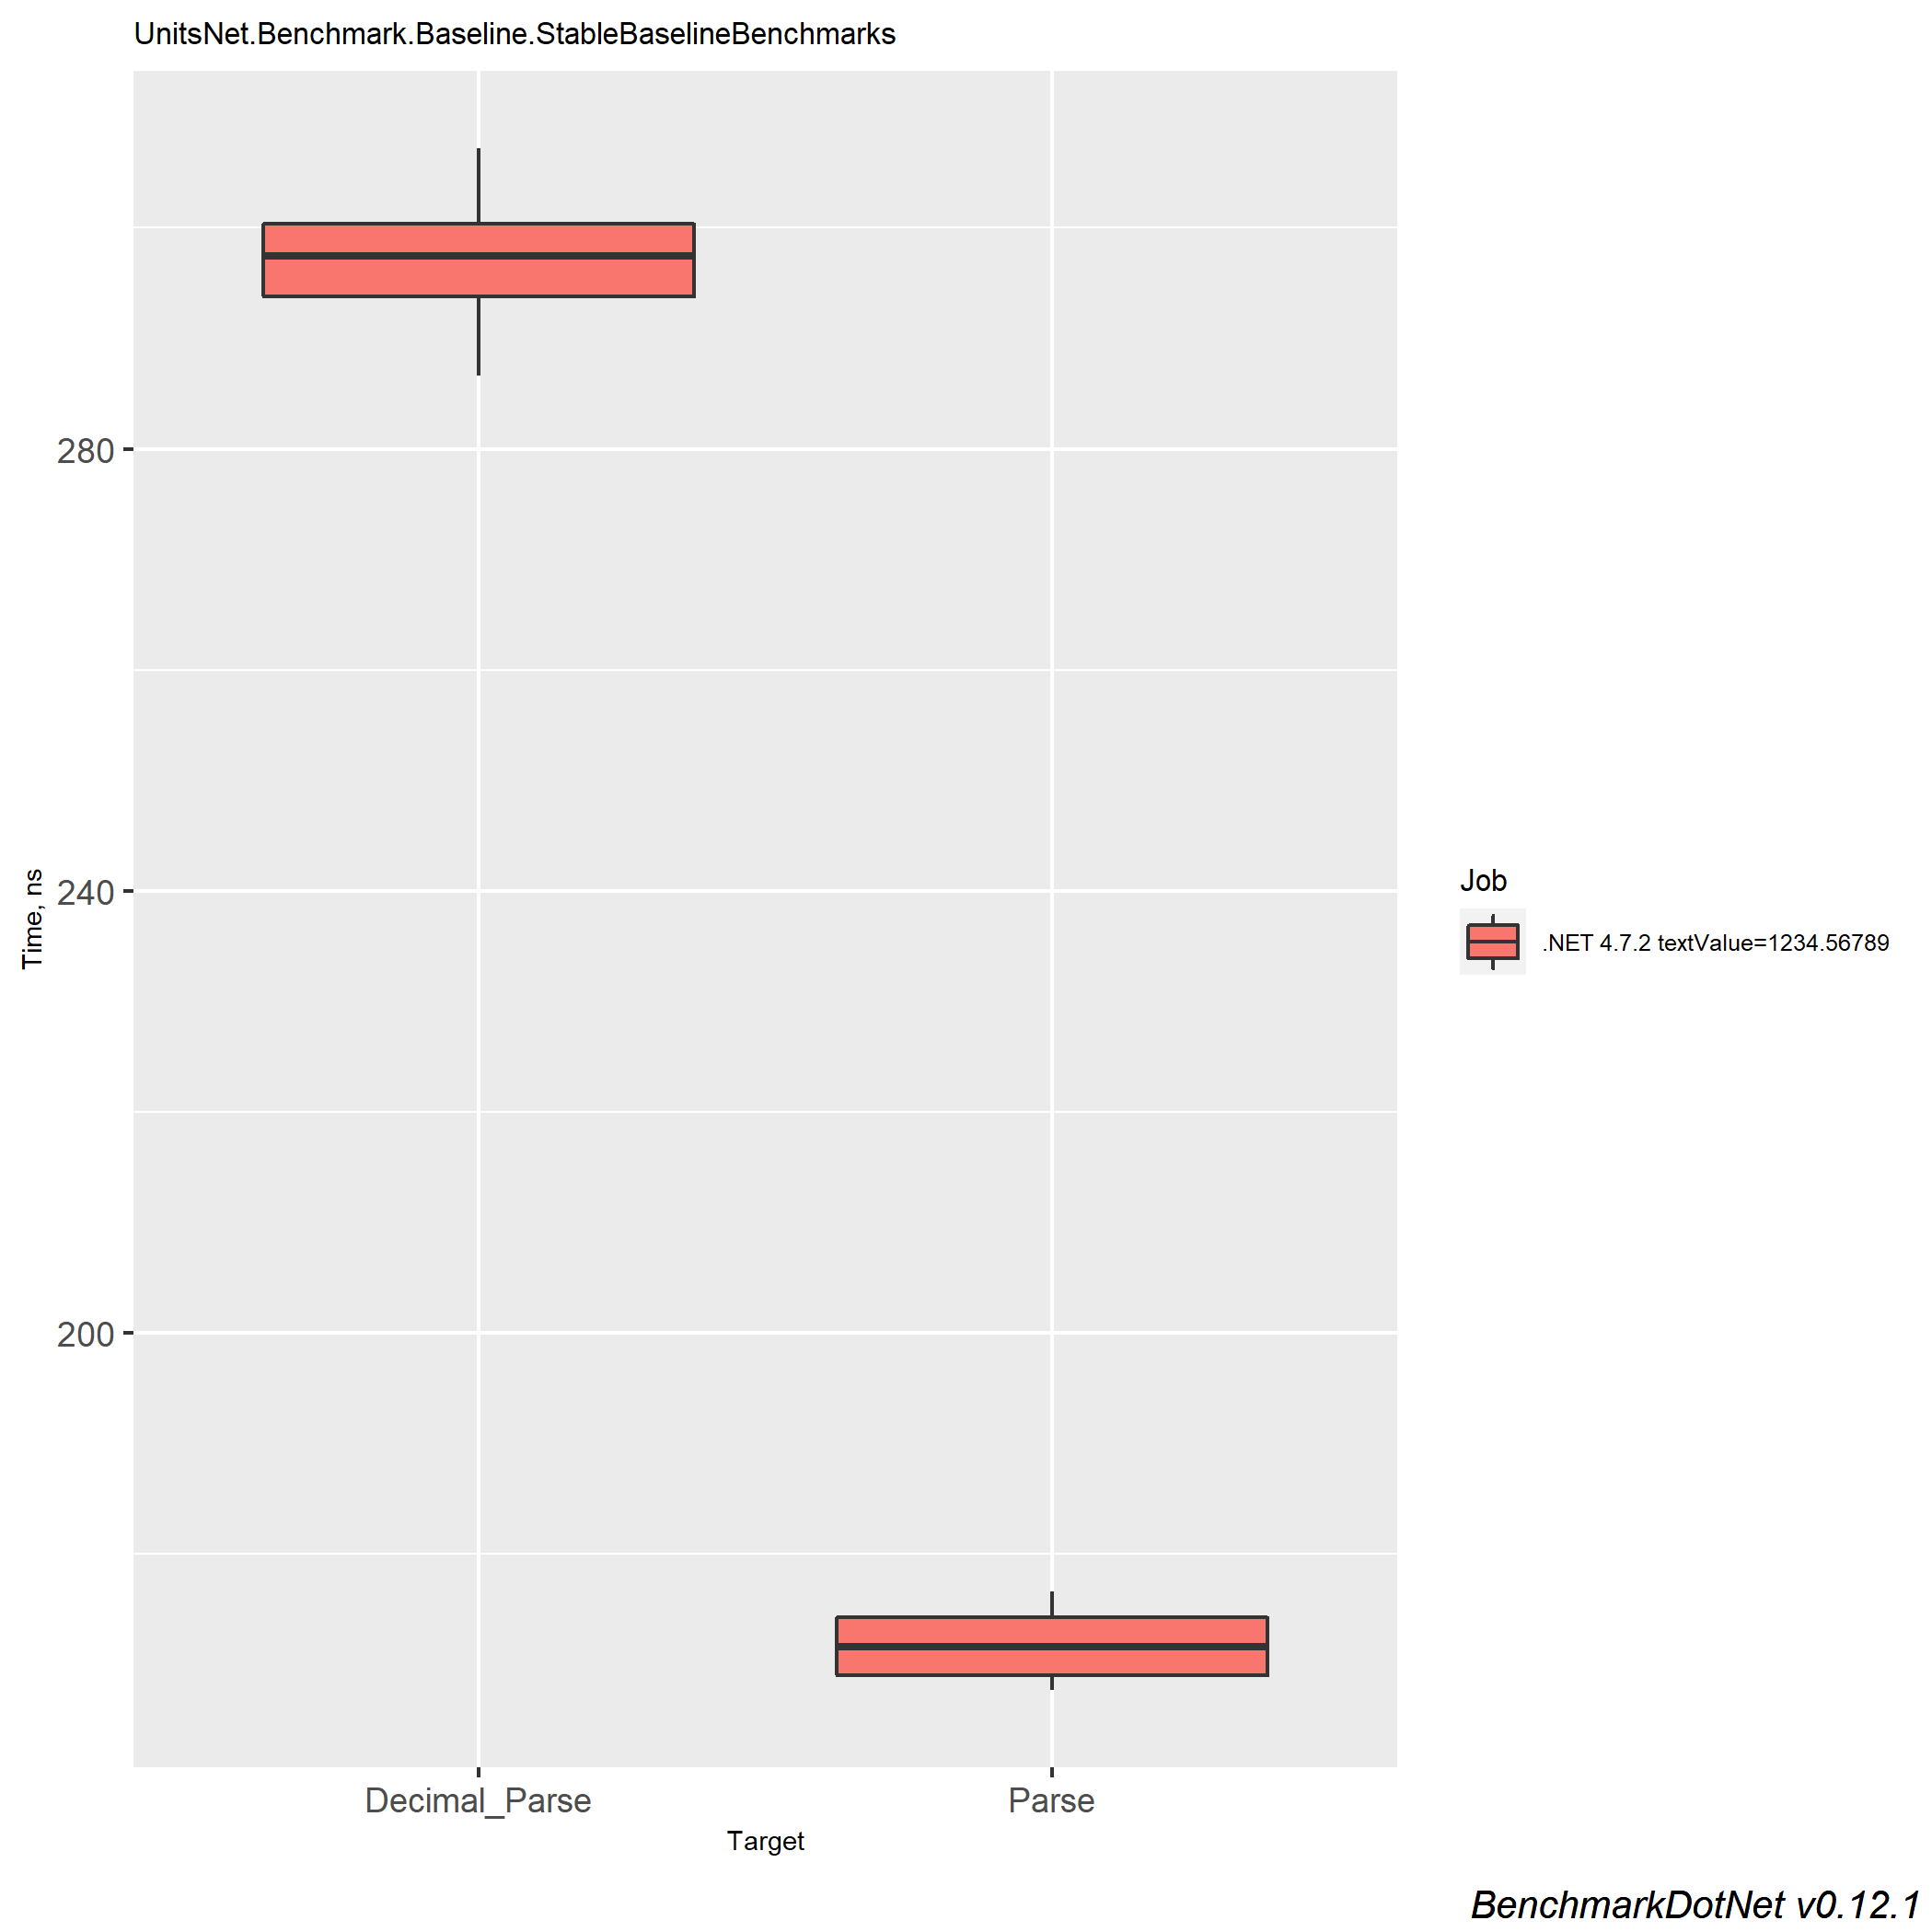 UnitsNet.Benchmark.Baseline.StableBaselineBenchmarks
280
240
200
Time, ns
Decimal_Parse
Parse
Target
Job
.NET 4.7.2 textValue=1234.56789
BenchmarkDotNet v0.12.1